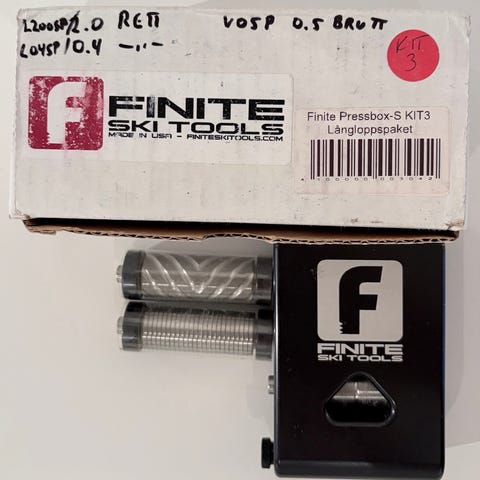 L200SP/2.0 RETT
V05P 0.5 BRUTT
L04SP/0.4 —„—
KIT
3
FINITE
SKI TOOLS
MADE IN USA - FINITESKITOOLS.COM
Finite Pressbox-S KIT3
Långloppspaket
F
FINITE
SKI TOOLS